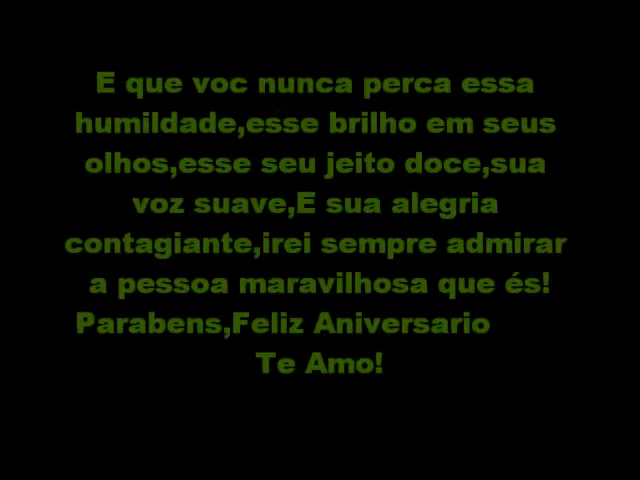 E que voc nunca perca essa
humildade,esse brilho em seus
olhos,esse seu jeito doce,sua
voz suave,E sua alegria
contagiante,irei sempre admirar
a pessoa maravilhosa que és!
Parabens,Feliz Aniversario
Te Amo!